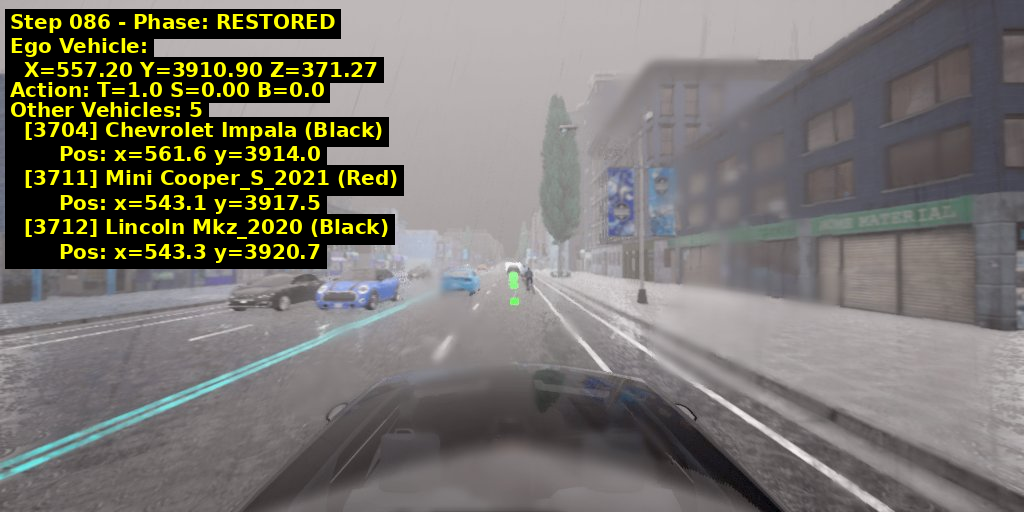 Step 086 - Phase: RESTORED
Ego Vehicle:
X=557.20 Y=3910.90 Z=371.27
Action: T=1.0 S=0.00 B=0.0
Other Vehicles: 5
[3704] Chevrolet Impala (Black)
Pos: x=561.6 y=3914.0
[3711] Mini Cooper_S_2021 (Red)
Pos: x=543.1 y=3917.5
[3712] Lincoln Mkz_2020 (Black)
Pos: x=543.3 y=3920.7
MATERIAL